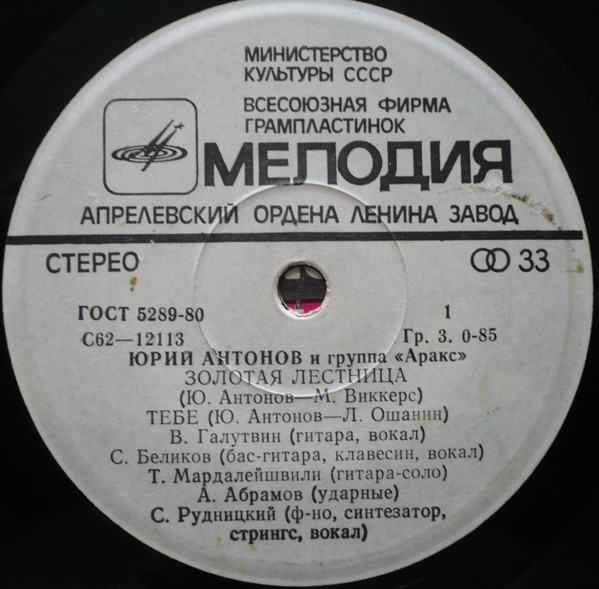 МИНИСТЕРСТВО
КУЛЬТУРЫ СССР
ВСЕСОЮЗНАЯ ФИРМА
ГРАМПЛАСТИНОК
МЕЛОДИЯ
АПРЕЛЕВСКИЙ ОРДЕНА ЛЕНИНА ЗАВОД
СТЕРЕО 33
ГОСТ 5289-80 1
С62—12113 Гр. 3. 0-85
ЮРИЙ АНТОНОВ и группа «Аракс»
ЗОЛОТАЯ ЛЕСТНИЦА
(Ю. Антонов—М. Виккерс)
ТЕБЕ (Ю. Антонов—Л. Ошанин)
В. Галутвин (гитара, вокал)
С. Беликов (бас-гитара, клавесин, вокал)
Т. Мардалейшвили (гитара-соло)
А. Абрамов (ударные)
С. Рудницкий (ф-но, синтезатор,
стрингс, вокал)